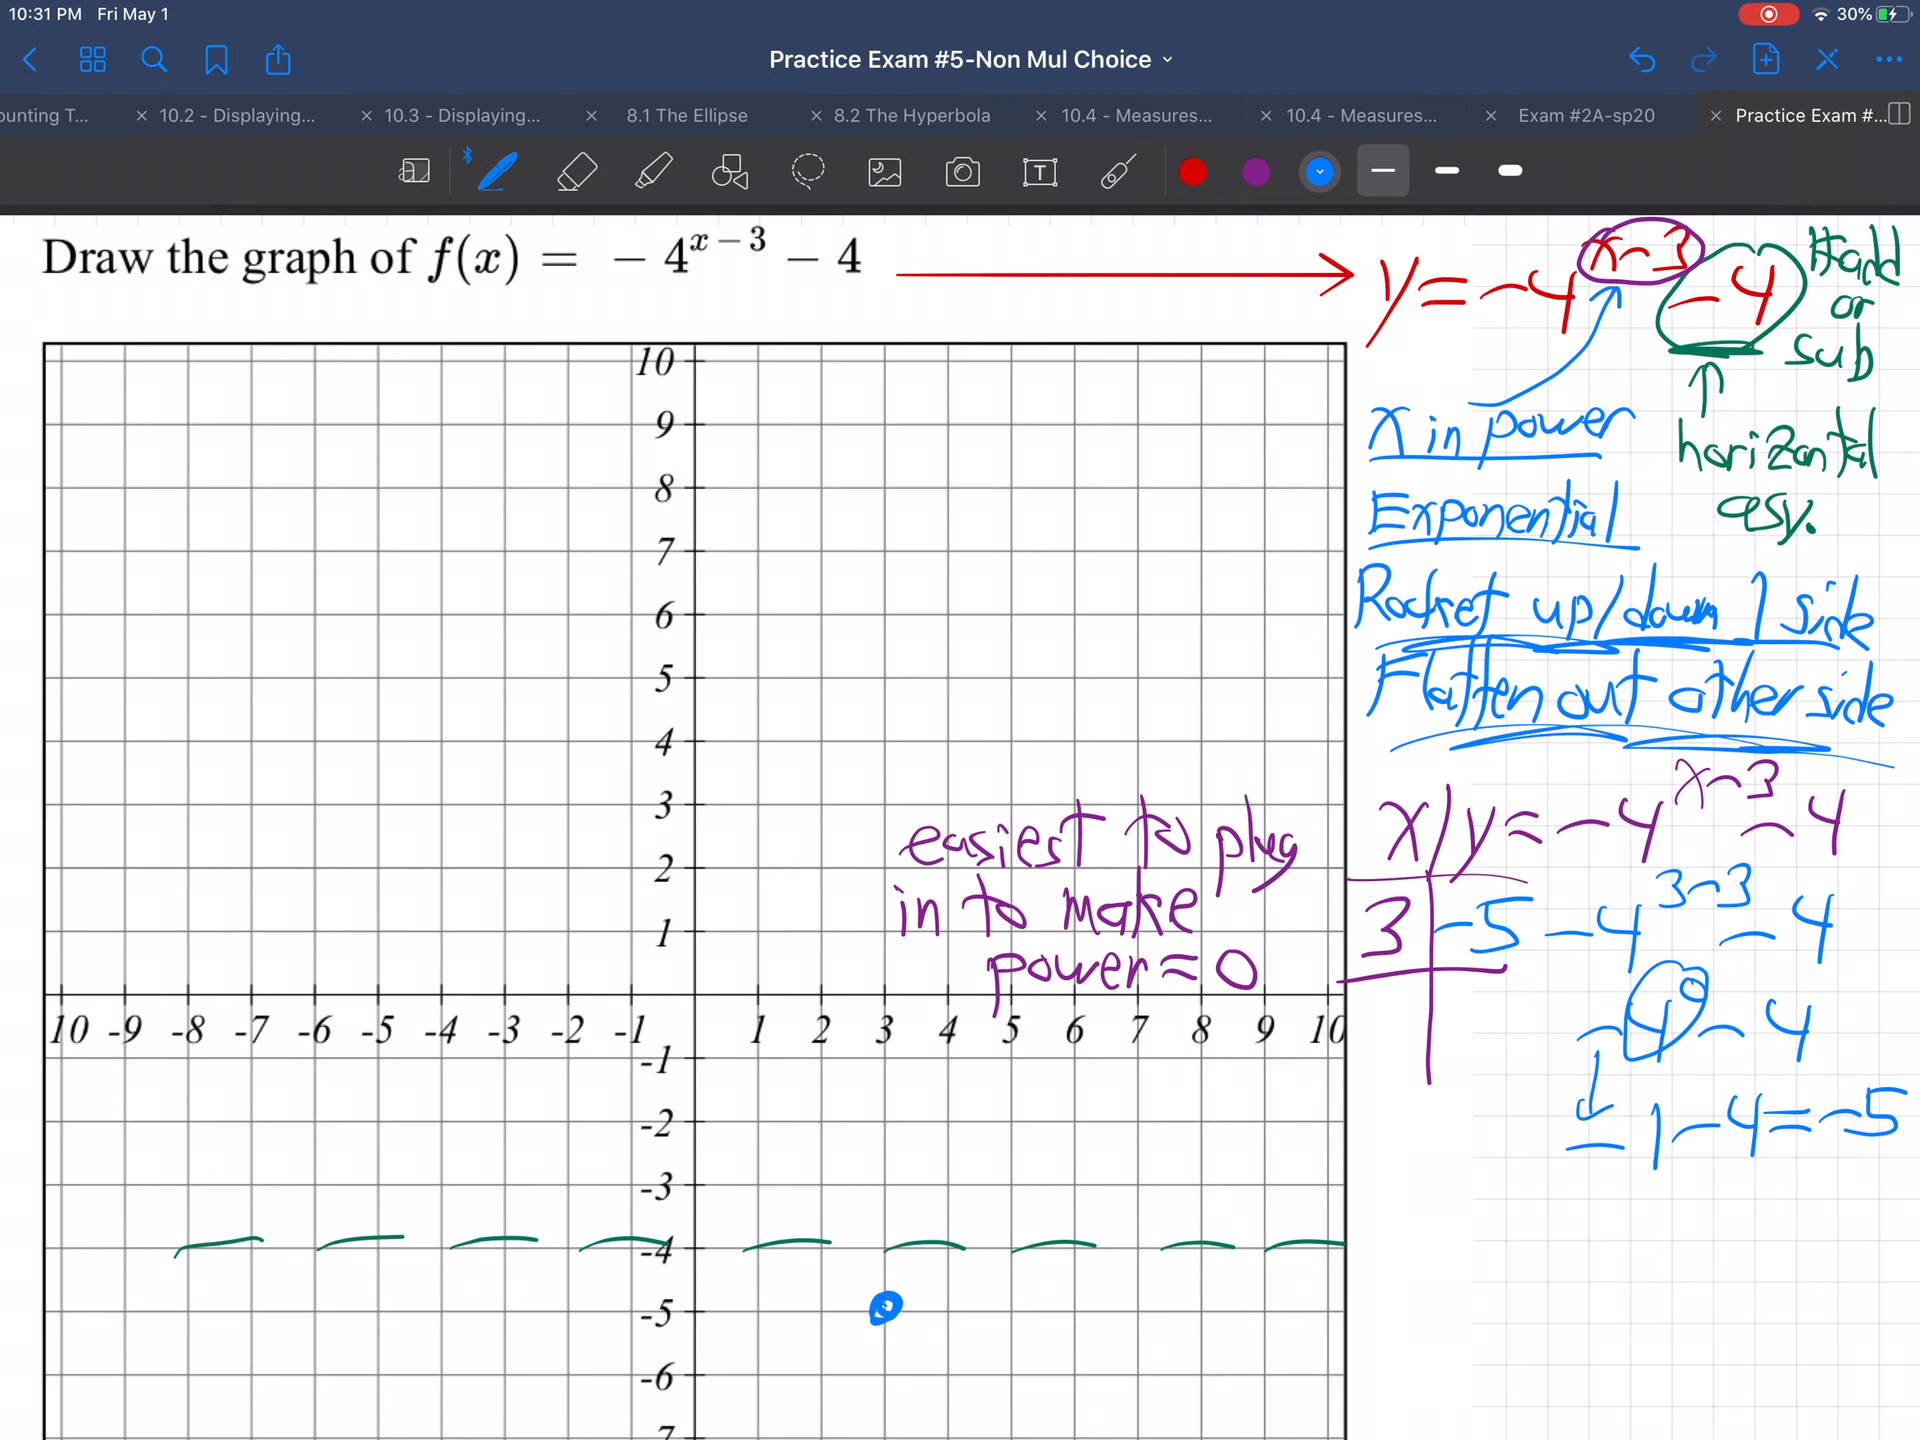 10:31 PM Fri May 1
30%
Practice Exam #5-Non Mul Choice
ounting T...
× 10.2 - Displaying...
× 10.3 - Displaying...
× 8.1 The Ellipse
× 8.2 The Hyperbola
× 10.4 - Measures...
× 10.4 - Measures...
× Exam #2A-sp20
× Practice Exam #...
T
Draw the graph of f(x) = − 4^{x − 3} − 4
y = -4^{x-3} -4
# add
or
sub
horizontal
asy.
x in power
Exponential
Rocket up/down 1 side
Flatten out other side
x | y = -4^{x-3} - 4
3 | -5 -4^{3-3} - 4
-4^0 - 4
-1 - 4 = -5
easiest to plug
in to make
power = 0
10
9
8
7
6
5
4
3
2
1
10 -9 -8 -7 -6 -5 -4 -3 -2 -1 1 2 3 4 5 6 7 8 9 10
-1
-2
-3
-4
-5
-6
7